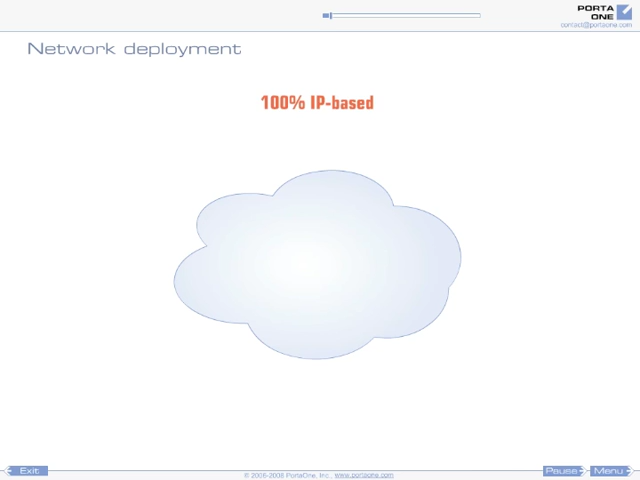 PORTA
ONE
contact@portaone.com
Network deployment
100% IP-based
Exit
© 2006-2008 PortaOne, Inc., www.portaone.com
Pause
Menu